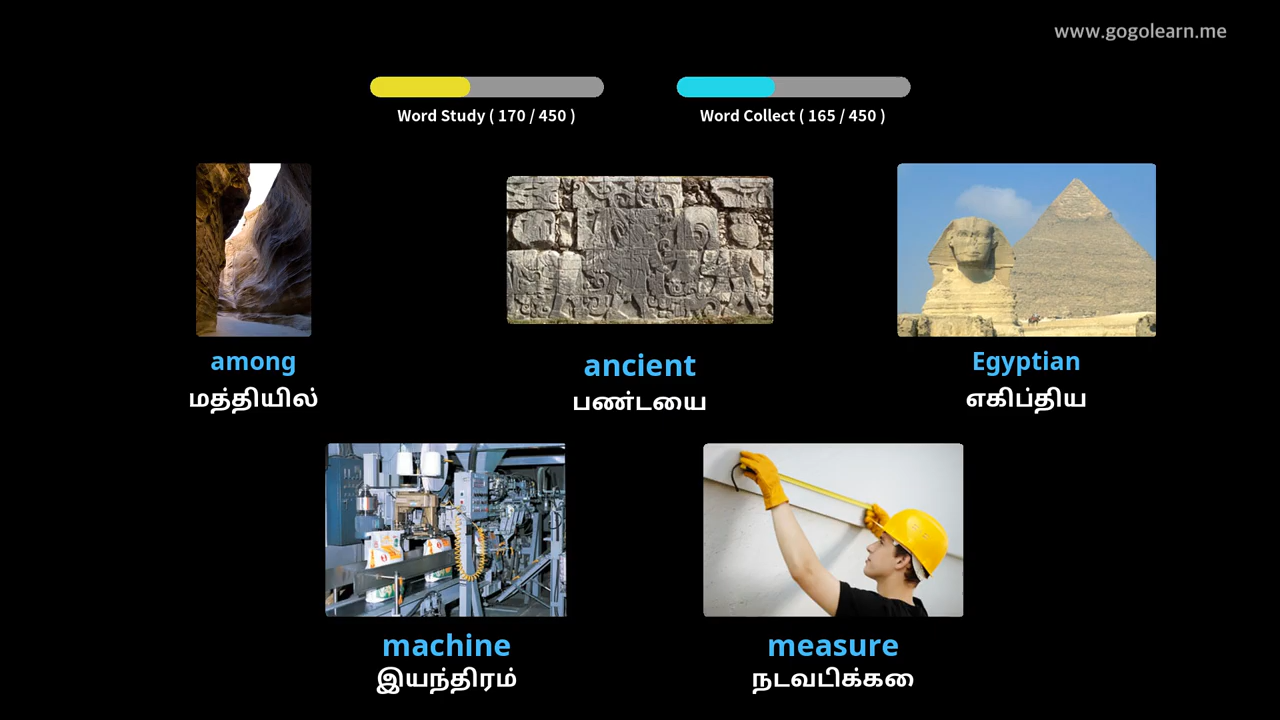 www.gogolearn.me
Word Study ( 170 / 450 )
Word Collect ( 165 / 450 )
among
மத்தியில்
ancient
பண்டயை
Egyptian
எகிப்திய
machine
இயந்திரம்
measure
நடவடிக்கை